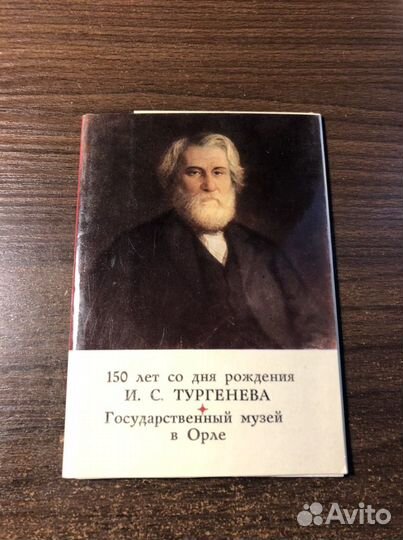 150 лет со дня рождения
И. С. ТУРГЕНЕВА
Государственный музей
в Орле
Avito